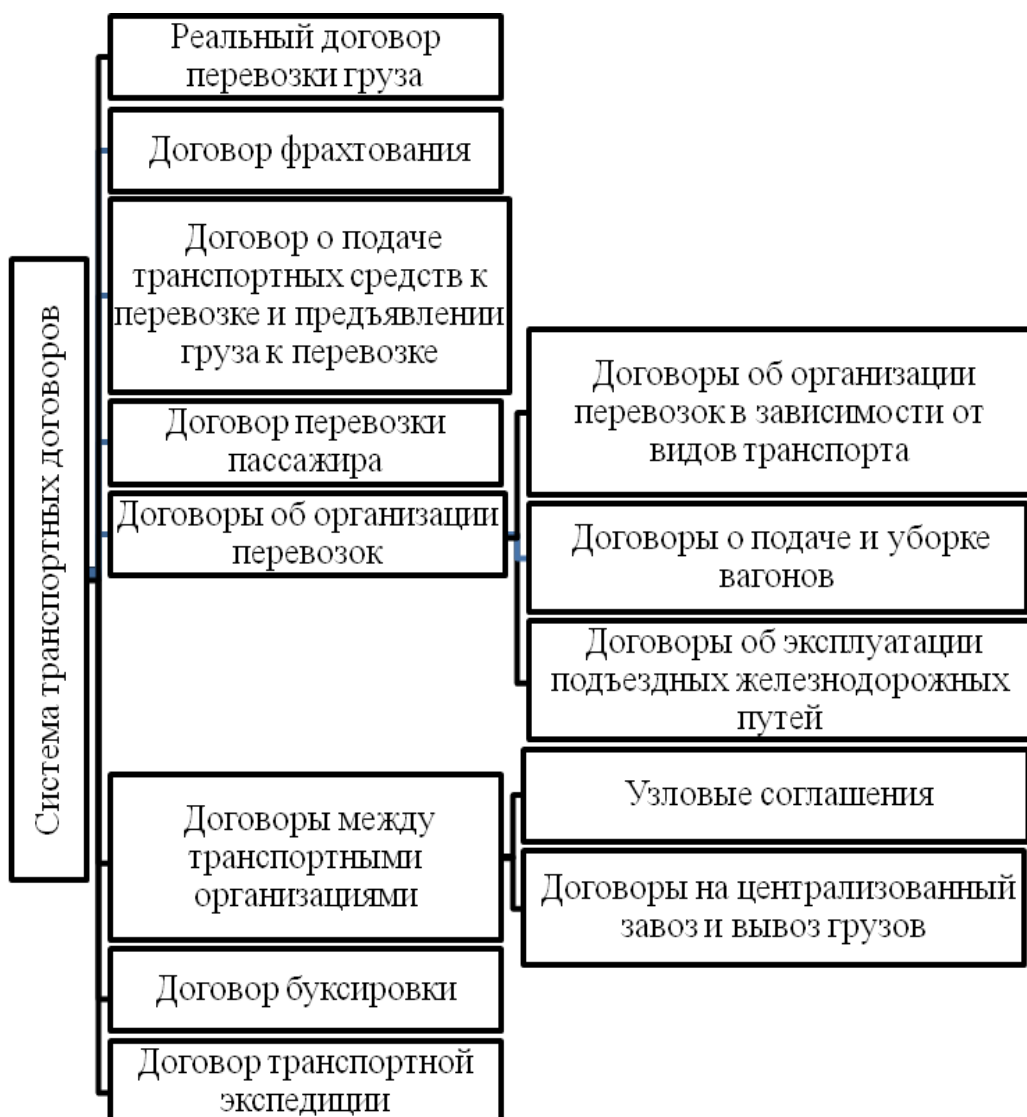 Система транспортных договоров
Реальный договор
перевозки груза
Договор фрахтования
Договор о подаче
транспортных средств к
перевозке и предъявлении
груза к перевозке
Договор перевозки
пассажира
Договоры об организации
перевозок
Договоры об организации
перевозок в зависимости от
видов транспорта
Договоры о подаче и уборке
вагонов
Договоры об эксплуатации
подъездных железнодорожных
путей
Договоры между
транспортными
организациями
Узловые соглашения
Договоры на централизованный
завоз и вывоз грузов
Договор буксировки
Договор транспортной
экспедиции